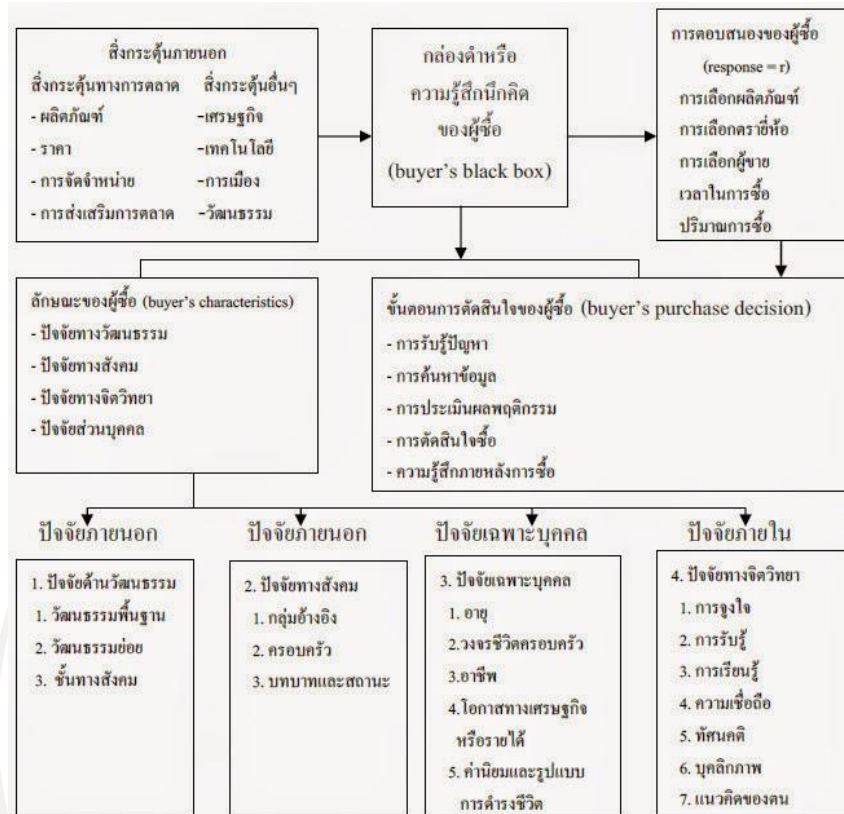 สิ่งกระตุ้นภายนอก
สิ่งกระตุ้นทางการตลาด สิ่งกระตุ้นอื่นๆ
- ผลิตภัณฑ์ -เศรษฐกิจ
- ราคา -เทคโนโลยี
- การจัดจำหน่าย -การเมือง
- การส่งเสริมการตลาด -วัฒนธรรม
กล่องดำหรือ
ความรู้สึกนึกคิด
ของผู้ซื้อ
(buyer's black box)
การตอบสนองของผู้ซื้อ
(response = r)
การเลือกผลิตภัณฑ์
การเลือกตรายี่ห้อ
การเลือกผู้ขาย
เวลาในการซื้อ
ปริมาณการซื้อ
ลักษณะของผู้ซื้อ (buyer's characteristics)
- ปัจจัยทางวัฒนธรรม
- ปัจจัยทางสังคม
- ปัจจัยทางจิตวิทยา
- ปัจจัยส่วนบุคคล
ขั้นตอนการตัดสินใจของผู้ซื้อ (buyer's purchase decision)
- การรับรู้ปัญหา
- การค้นหาข้อมูล
- การประเมินผลพฤติกรรม
- การตัดสินใจซื้อ
- ความรู้สึกภายหลังการซื้อ
ปัจจัยภายนอก
1. ปัจจัยด้านวัฒนธรรม
1. วัฒนธรรมพื้นฐาน
2. วัฒนธรรมย่อย
3. ชั้นทางสังคม
ปัจจัยภายนอก
2. ปัจจัยทางสังคม
1. กลุ่มอ้างอิง
2. ครอบครัว
3. บทบาทและสถานะ
ปัจจัยเฉพาะบุคคล
3. ปัจจัยเฉพาะบุคคล
1. อายุ
2.วงจรชีวิตครอบครัว
3.อาชีพ
4.โอกาสทางเศรษฐกิจ
หรือรายได้
5. ค่านิยมและรูปแบบ
การดำรงชีวิต
ปัจจัยภายใน
4. ปัจจัยทางจิตวิทยา
1. การจูงใจ
2. การรับรู้
3. การเรียนรู้
4. ความเชื่อถือ
5. ทัศนคติ
6. บุคลิกภาพ
7. แนวคิดของตน